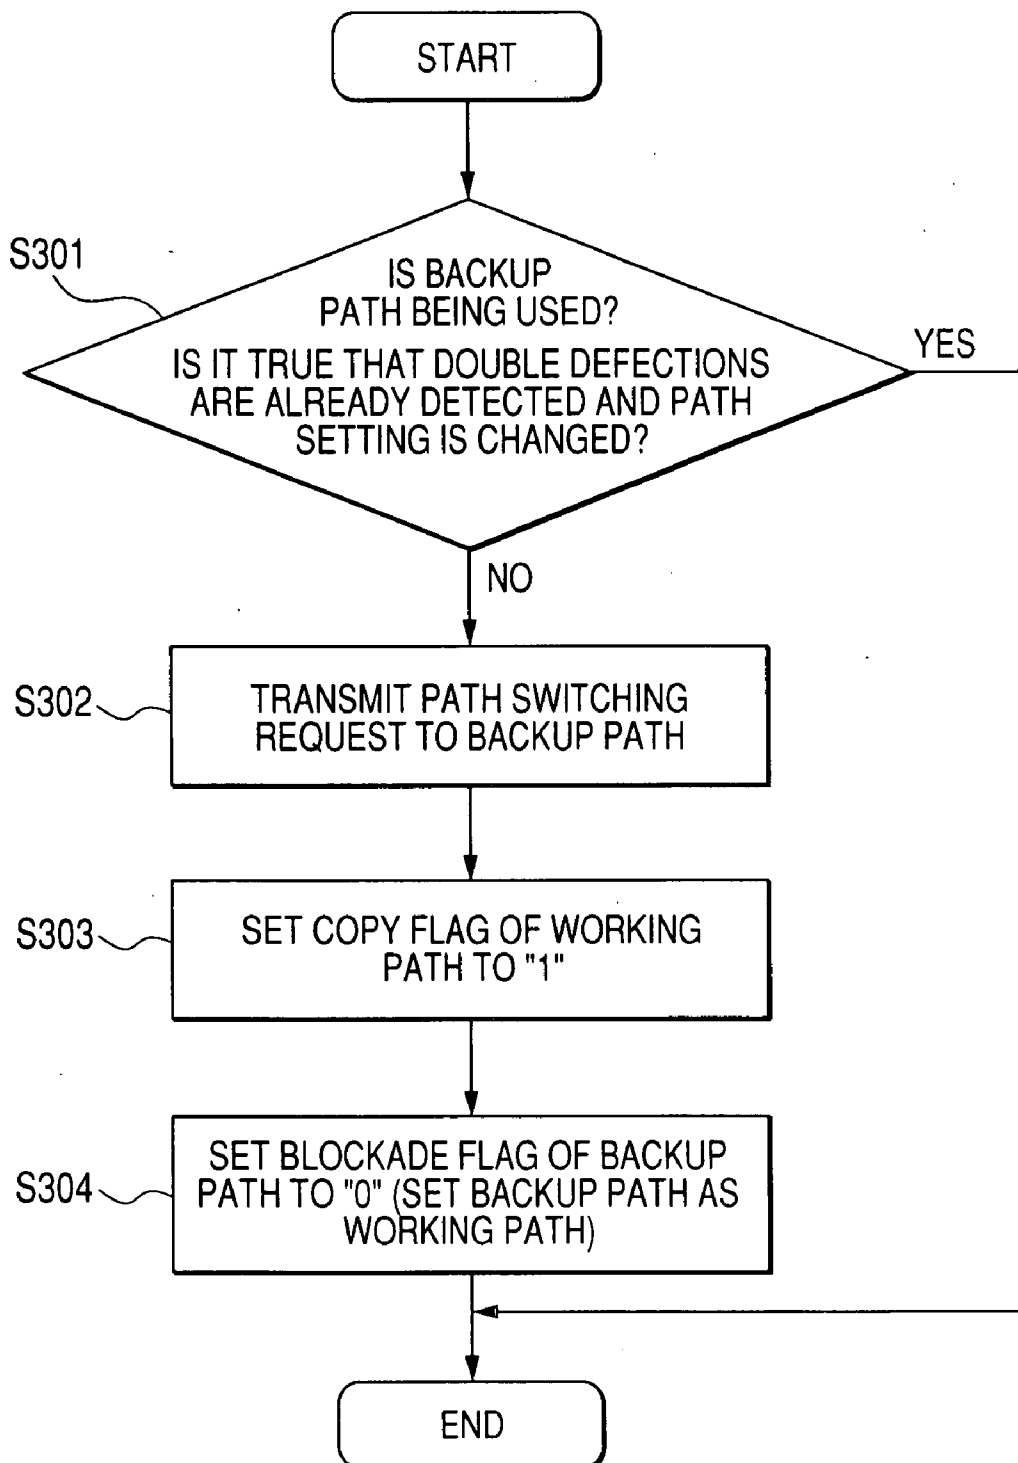 START
S301
IS BACKUP
PATH BEING USED?
IS IT TRUE THAT DOUBLE DEFECTIONS
ARE ALREADY DETECTED AND PATH
SETTING IS CHANGED?
YES
NO
S302
TRANSMIT PATH SWITCHING
REQUEST TO BACKUP PATH
S303
SET COPY FLAG OF WORKING
PATH TO "1"
S304
SET BLOCKADE FLAG OF BACKUP
PATH TO "0" (SET BACKUP PATH AS
WORKING PATH)
END